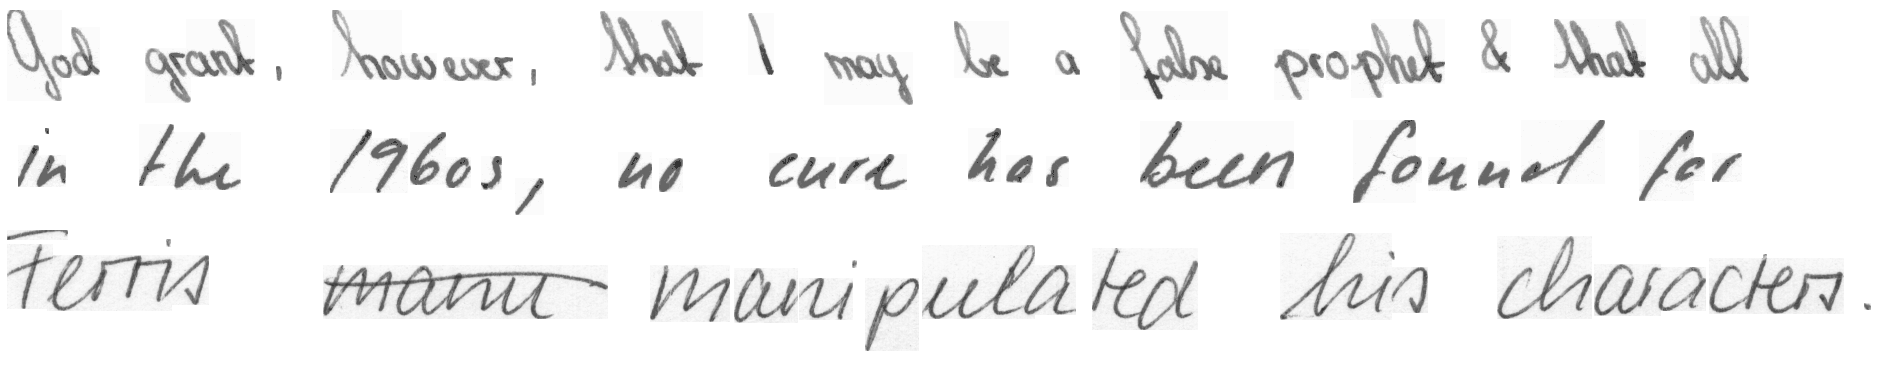 God grant, however, that I may be a false prophet & that all
in the 1960s, no cure has been found for
Ferris manipulated his characters.